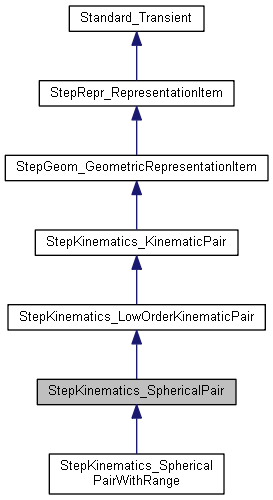 Standard_Transient
StepRepr_RepresentationItem
StepGeom_GeometricRepresentationItem
StepKinematics_KinematicPair
StepKinematics_LowOrderKinematicPair
StepKinematics_SphericalPair
StepKinematics_Spherical
PairWithRange